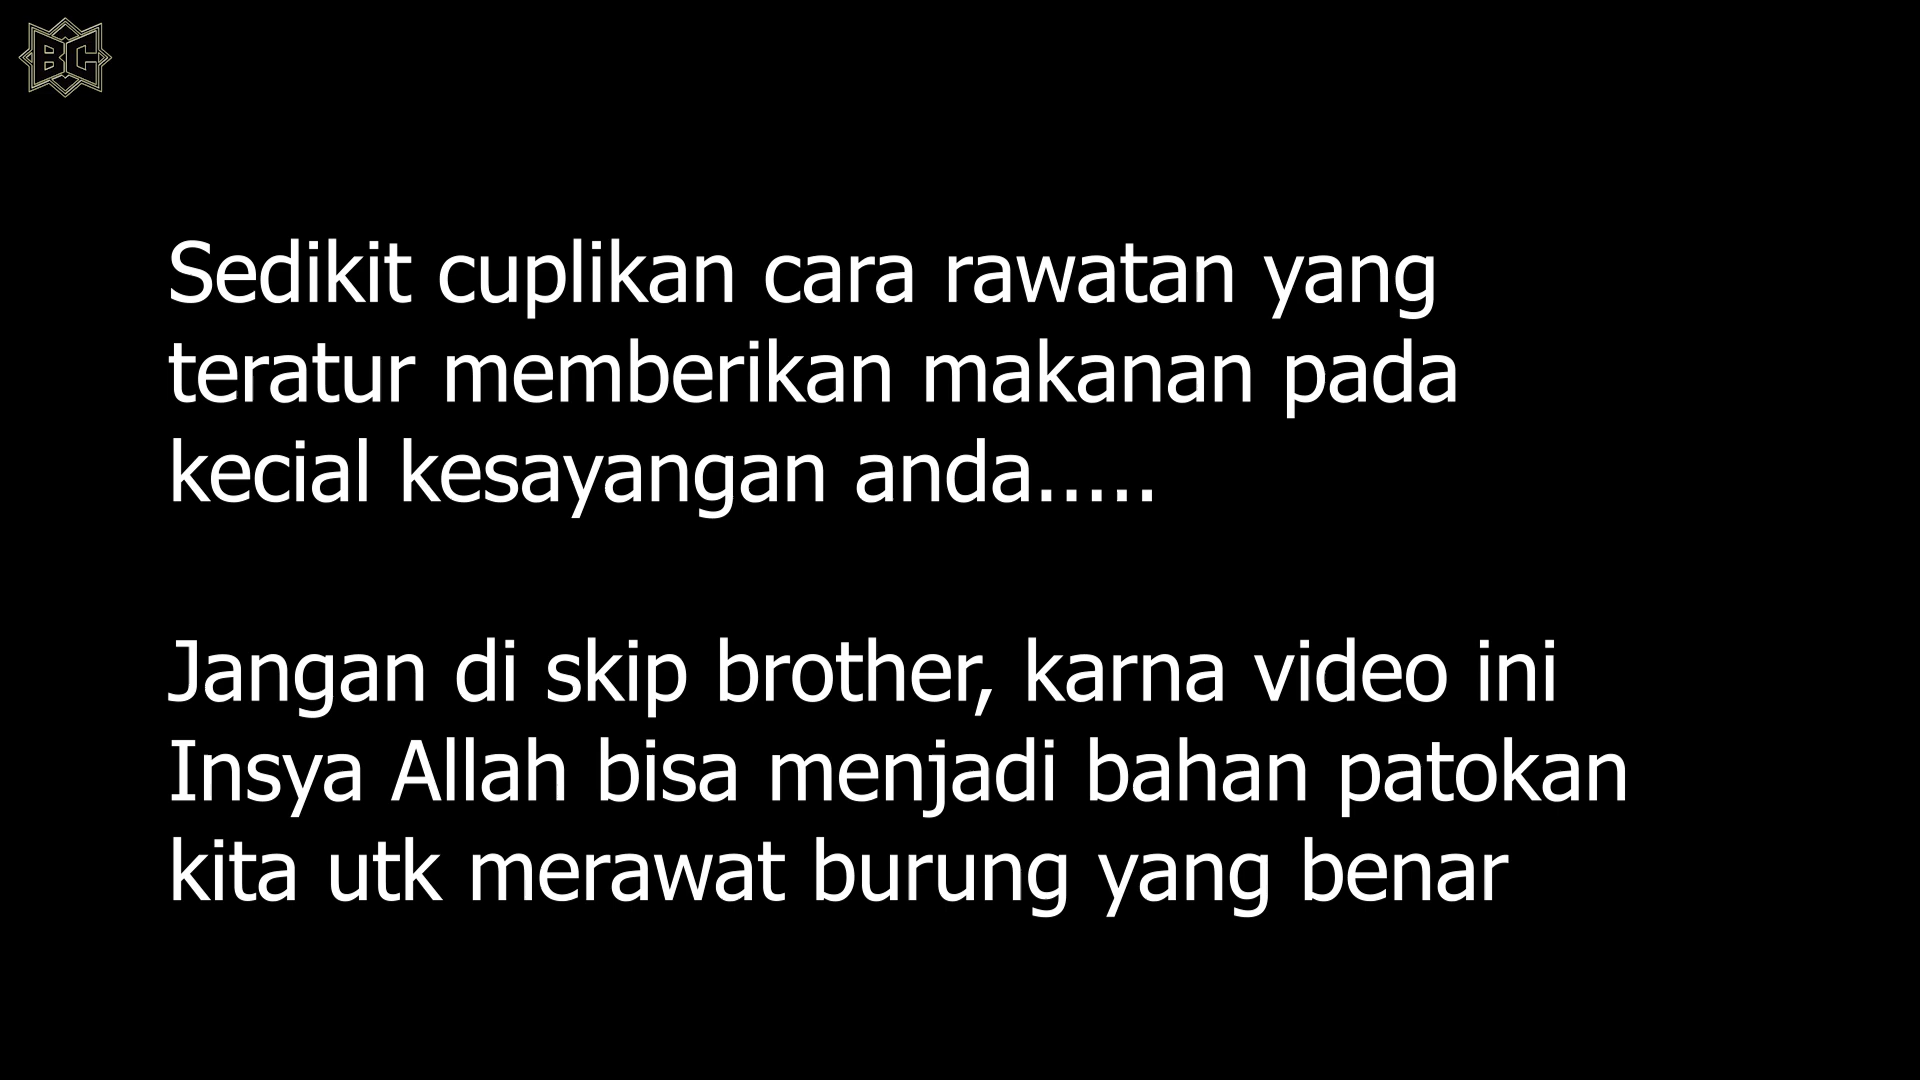 BC
Sedikit cuplikan cara rawatan yang
teratur memberikan makanan pada
kecial kesayangan anda.....
Jangan di skip brother, karna video ini
Insya Allah bisa menjadi bahan patokan
kita utk merawat burung yang benar